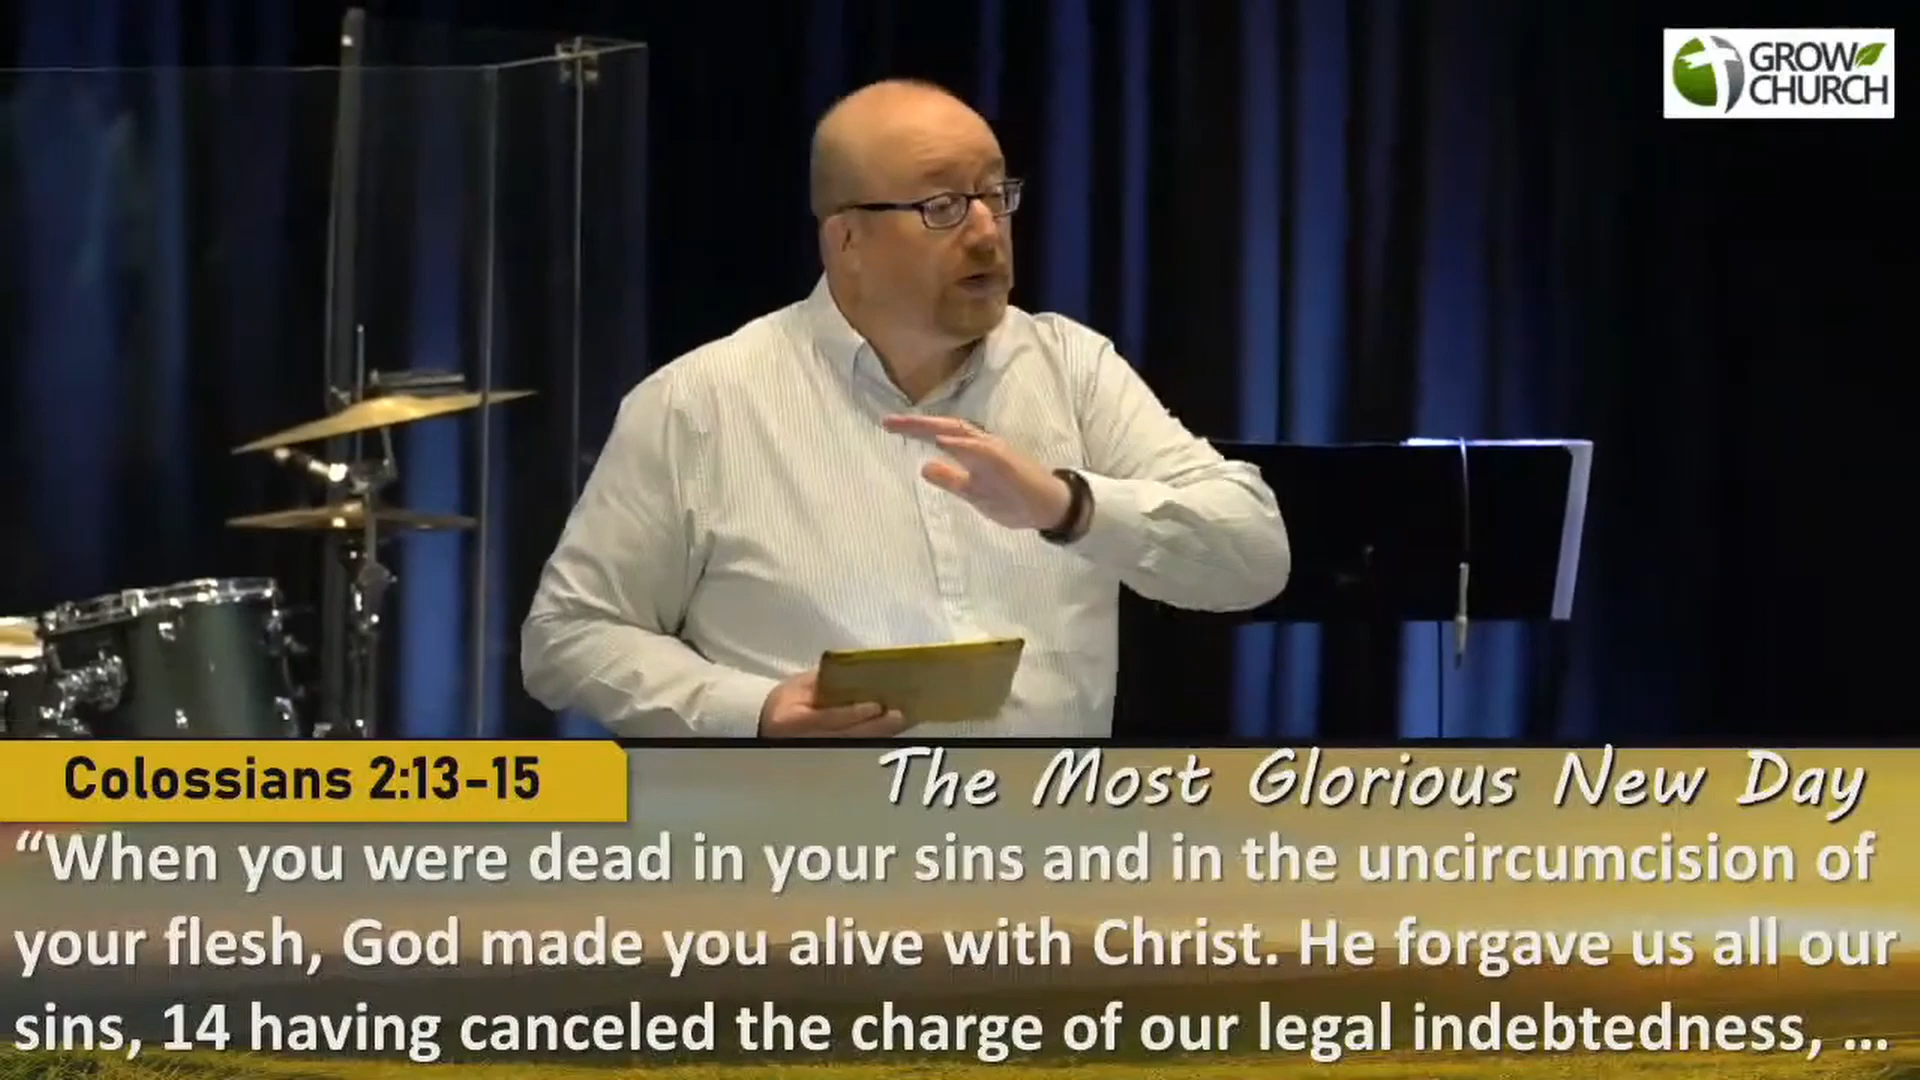 GROW
CHURCH
Colossians 2:13-15
The Most Glorious New Day
“When you were dead in your sins and in the uncircumcision of
your flesh, God made you alive with Christ. He forgave us all our
sins, 14 having canceled the charge of our legal indebtedness, ...